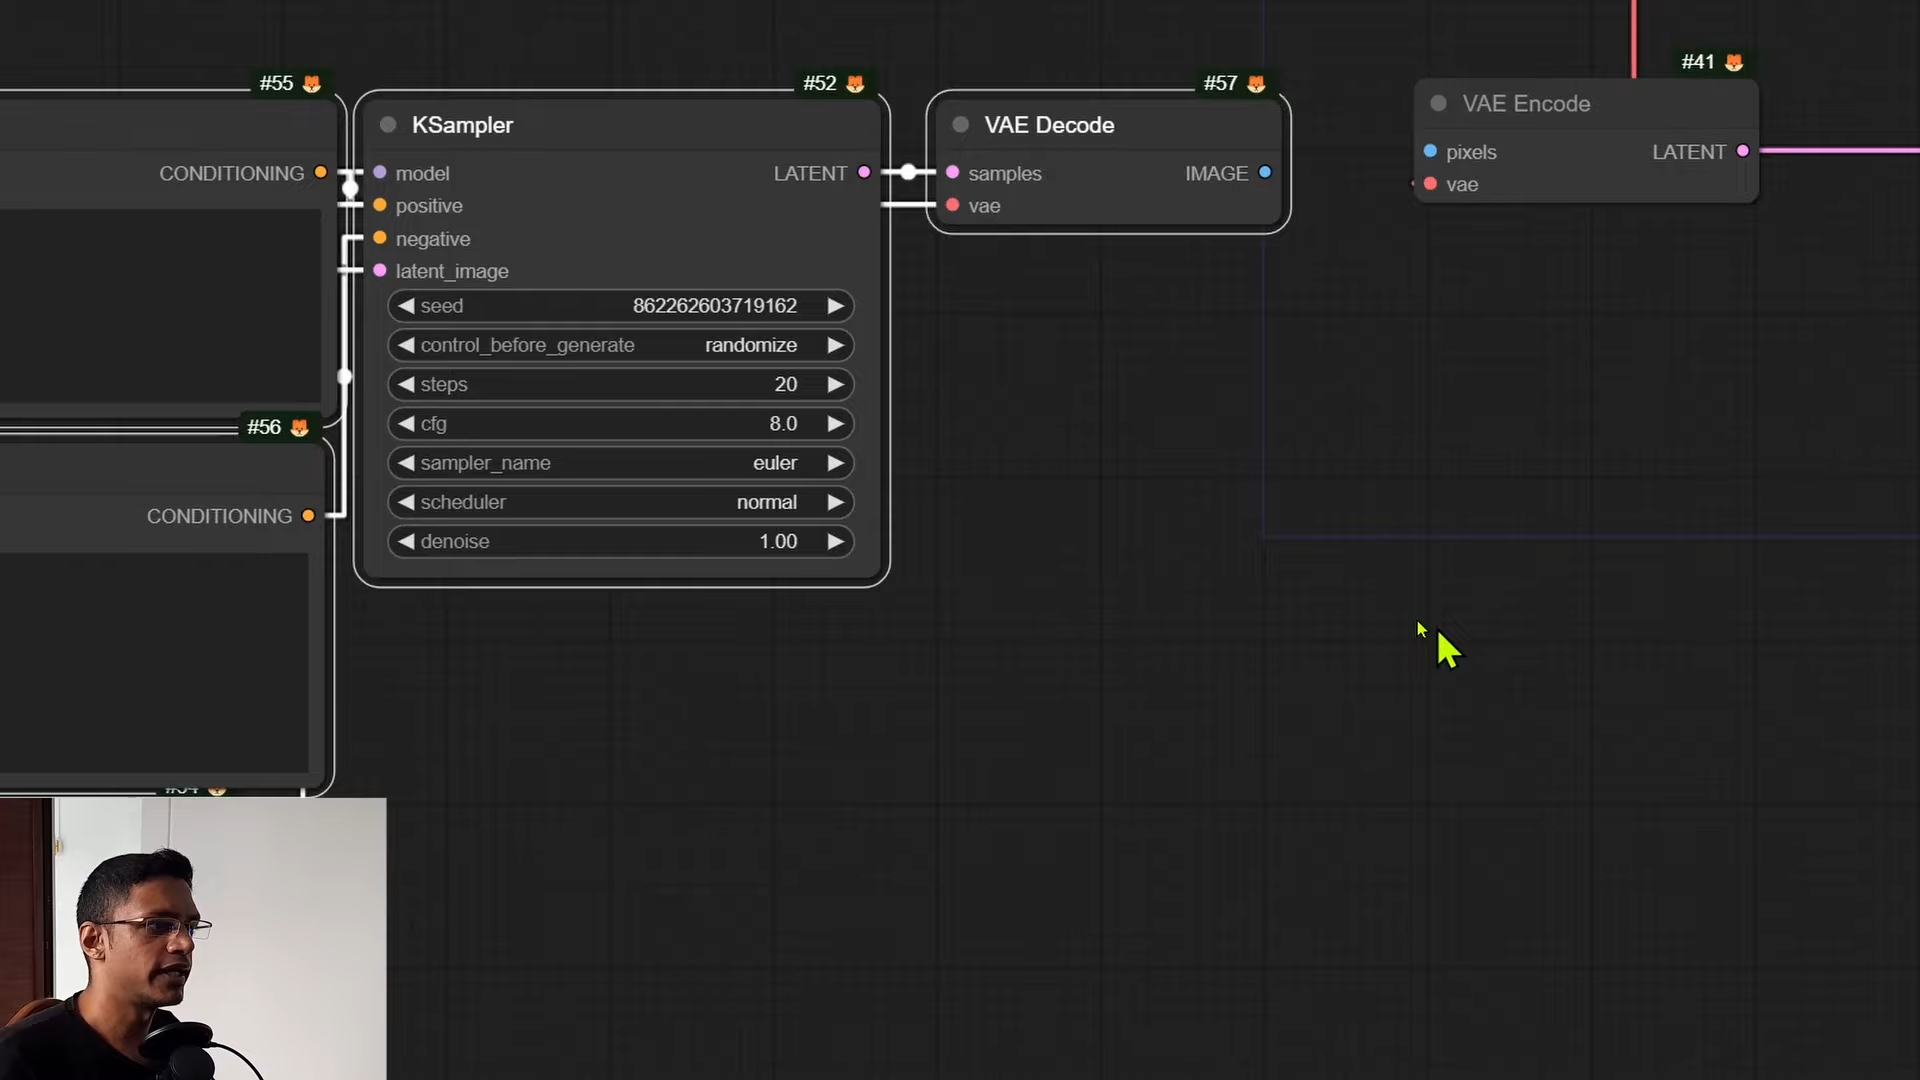 #55
CONDITIONING
#56
CONDITIONING
#52
KSampler
model LATENT
positive
negative
latent_image
seed 862262603719162
control_before_generate randomize
steps 20
cfg 8.0
sampler_name euler
scheduler normal
denoise 1.00
#57
VAE Decode
samples IMAGE
vae
#41
VAE Encode
pixels LATENT
vae